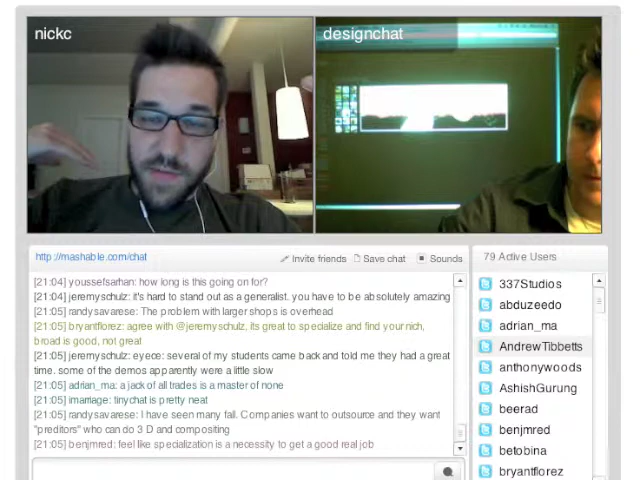 nickc
designchat
http://mashable.com/chat
Invite friends
Save chat
Sounds
79 Active Users
[21:04] youssefsarhan: how long is this going on for?
[21:04] jeremyschulz: it's hard to stand out as a generalist. you have to be absolutely amazing
[21:05] randysavarese: The problem with larger shops is overhead
[21:05] bryantflorez: agree with @jeremyschulz, its great to specialize and find your nich,
broad is good, not great
[21:05] jeremyschulz: eyece: several of my students came back and told me they had a great
time. some of the demos apparently were a little slow
[21:05] adrian_ma: a jack of all trades is a master of none
[21:05] imarriage: tinychat is pretty neat
[21:05] randysavarese: I have seen many fail. Companies want to outsource and they want
"preditors" who can do 3 D and compositing
[21:05] benjmred: feel like specialization is a necessity to get a good real job
337Studios
abduzeedo
adrian_ma
AndrewTibbetts
anthonywoods
AshishGurung
beerad
benjmred
betobina
bryantflorez